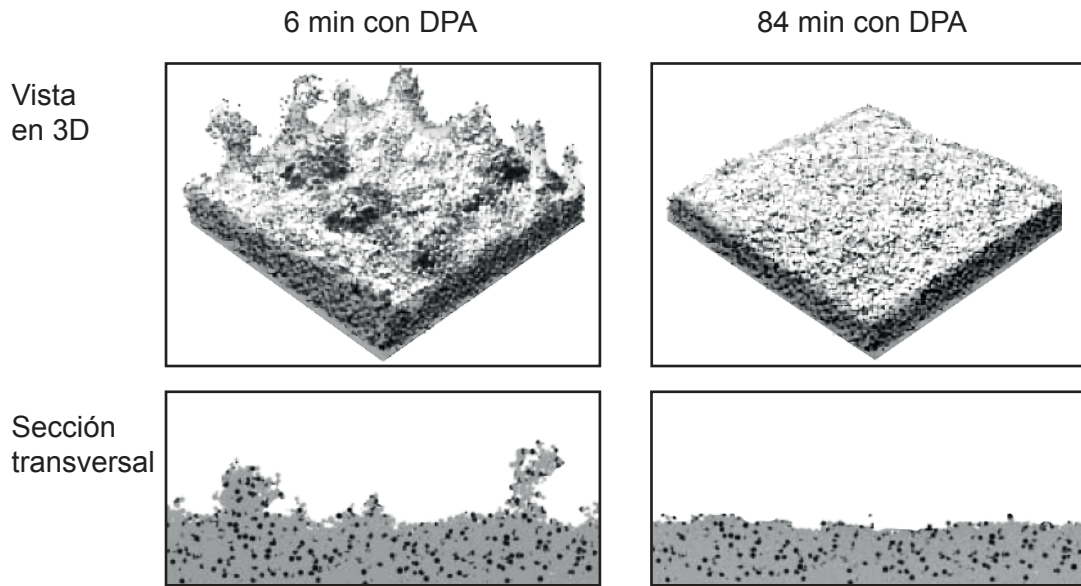 6 min con DPA
84 min con DPA
Vista
en 3D
Sección
transversal